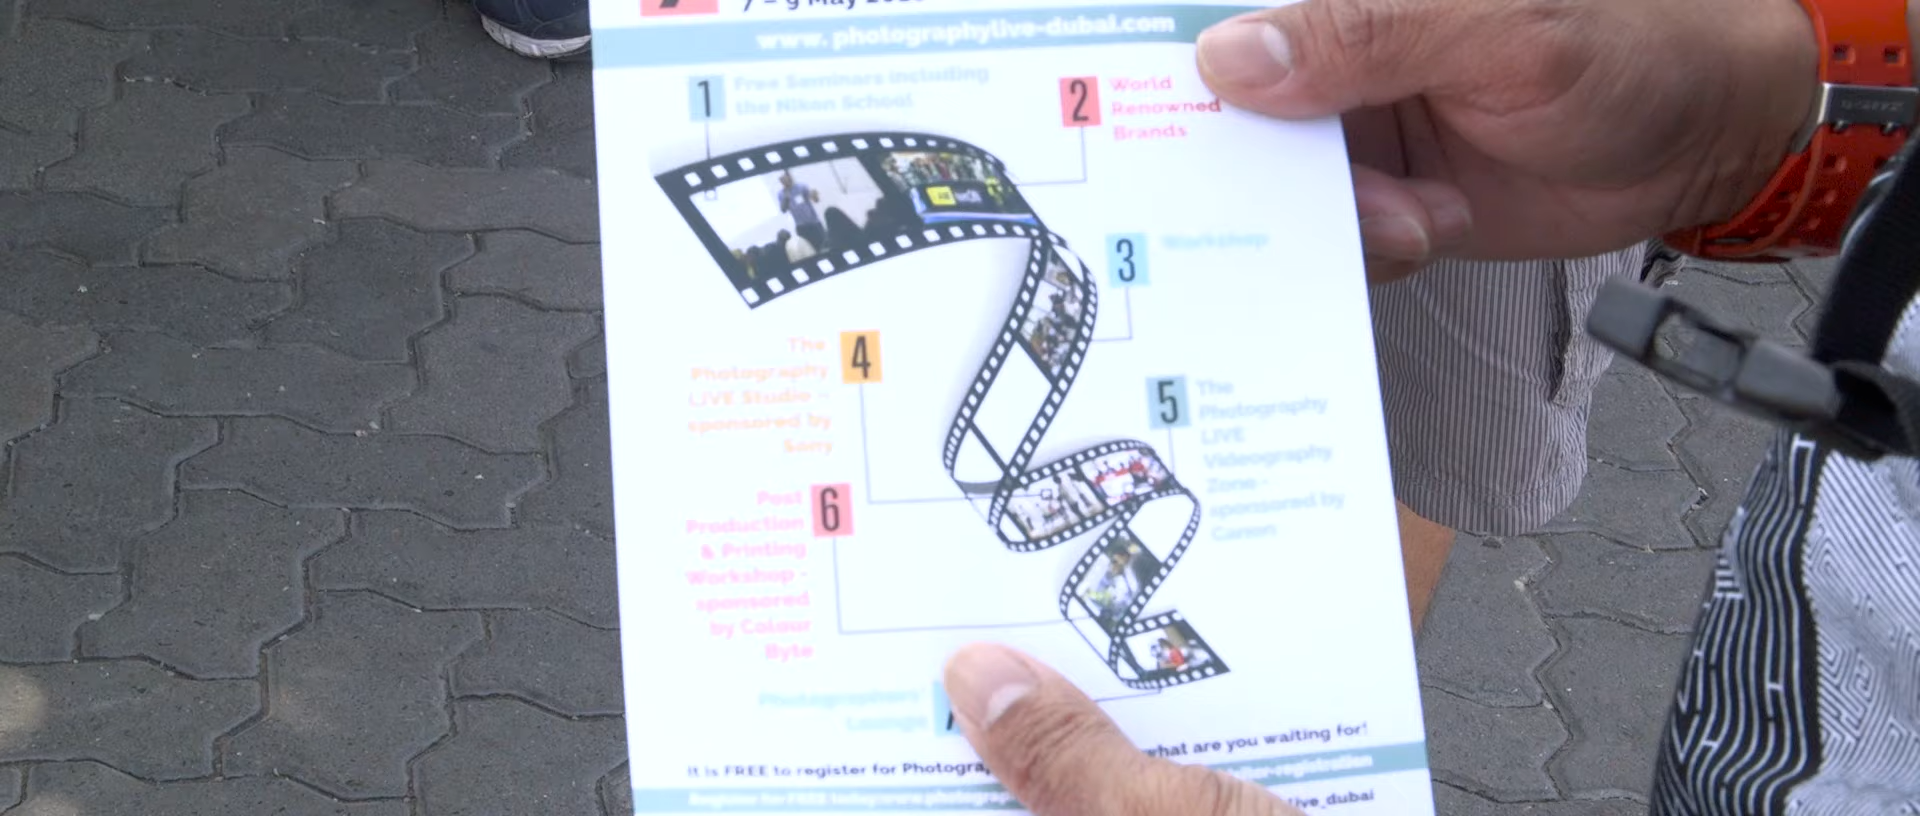 7 – 9 May
www.photographylive-dubai.com
1
Free Seminars including
the Nikon School
2
World
Renowned
Brands
3
Workshop
4
The
Photography
LIVE Studio –
sponsored by
Sony
5
The
Photography
LIVE
Videography
Zone -
sponsored by
Canon
6
Post
Production
& Printing
Workshop -
sponsored
by Colour
Byte
Photographers'
Lounge
It is FREE to register for
what are you waiting for!
Register for FREE
live_dubai